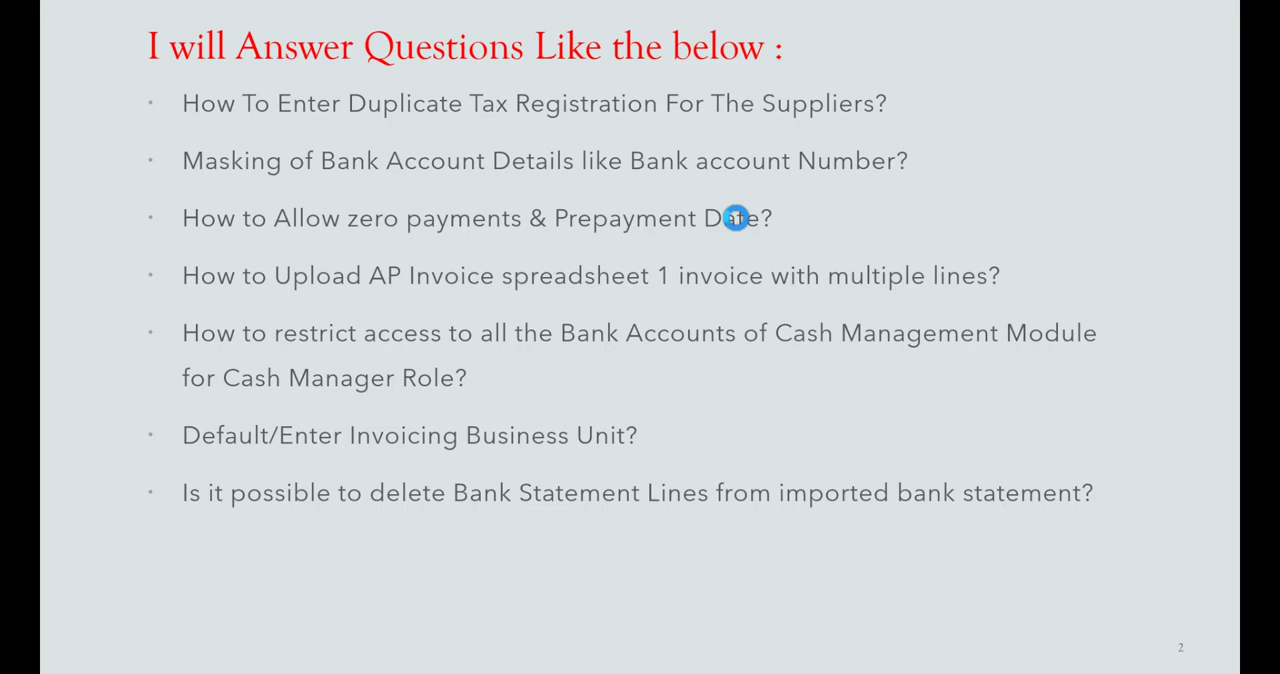 I will Answer Questions Like the below :
• How To Enter Duplicate Tax Registration For The Suppliers?
• Masking of Bank Account Details like Bank account Number?
• How to Allow zero payments & Prepayment Date?
• How to Upload AP Invoice spreadsheet 1 invoice with multiple lines?
• How to restrict access to all the Bank Accounts of Cash Management Module
for Cash Manager Role?
• Default/Enter Invoicing Business Unit?
• Is it possible to delete Bank Statement Lines from imported bank statement?
2